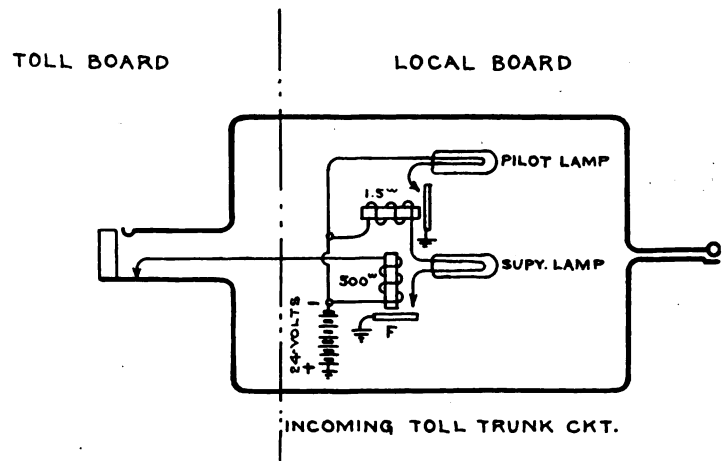 TOLL BOARD
LOCAL BOARD
PILOT LAMP
1.5ω
SUPY. LAMP
500ω
F
24-VOLTS
-
+
INCOMING TOLL TRUNK CKT.